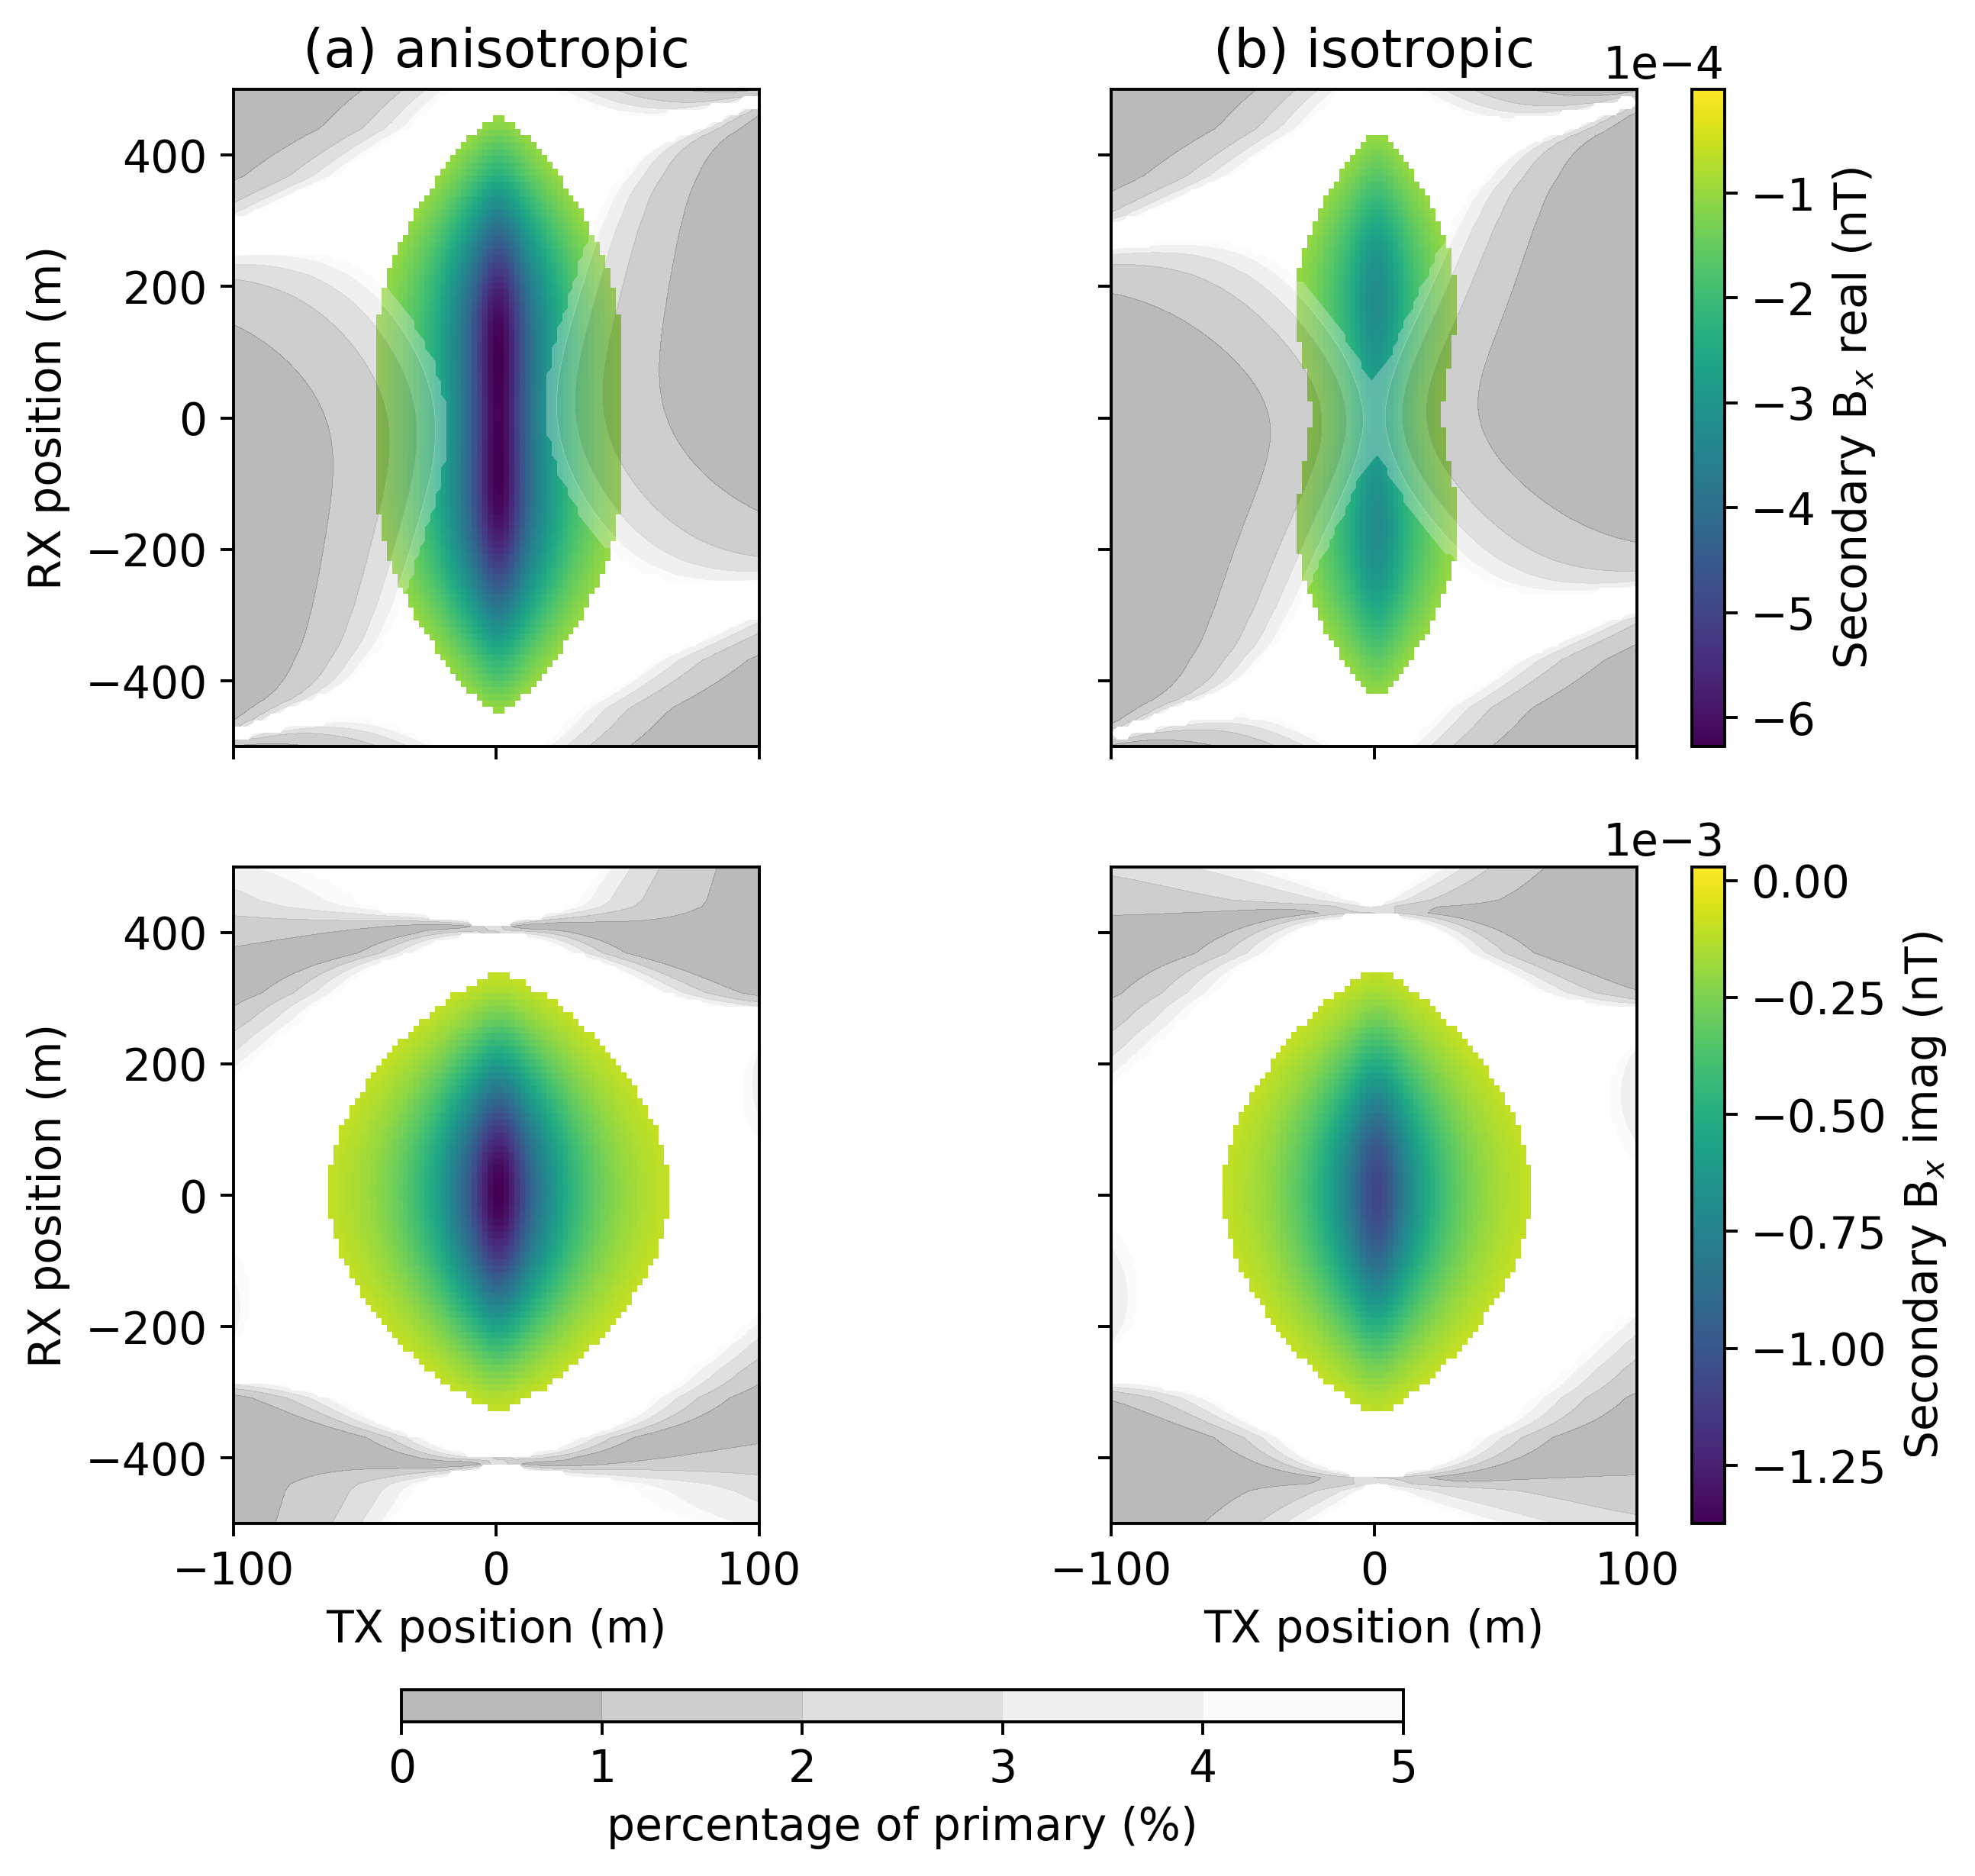 (a) anisotropic
(b) isotropic
1e−4
400
200
0
−200
−400
RX position (m)
−1
−2
−3
−4
−5
−6
Secondary Bx real (nT)
1e−3
400
200
0
−200
−400
RX position (m)
0.00
−0.25
−0.50
−0.75
−1.00
−1.25
Secondary Bx imag (nT)
−100 0 100
−100 0 100
TX position (m)
TX position (m)
0 1 2 3 4 5
percentage of primary (%)